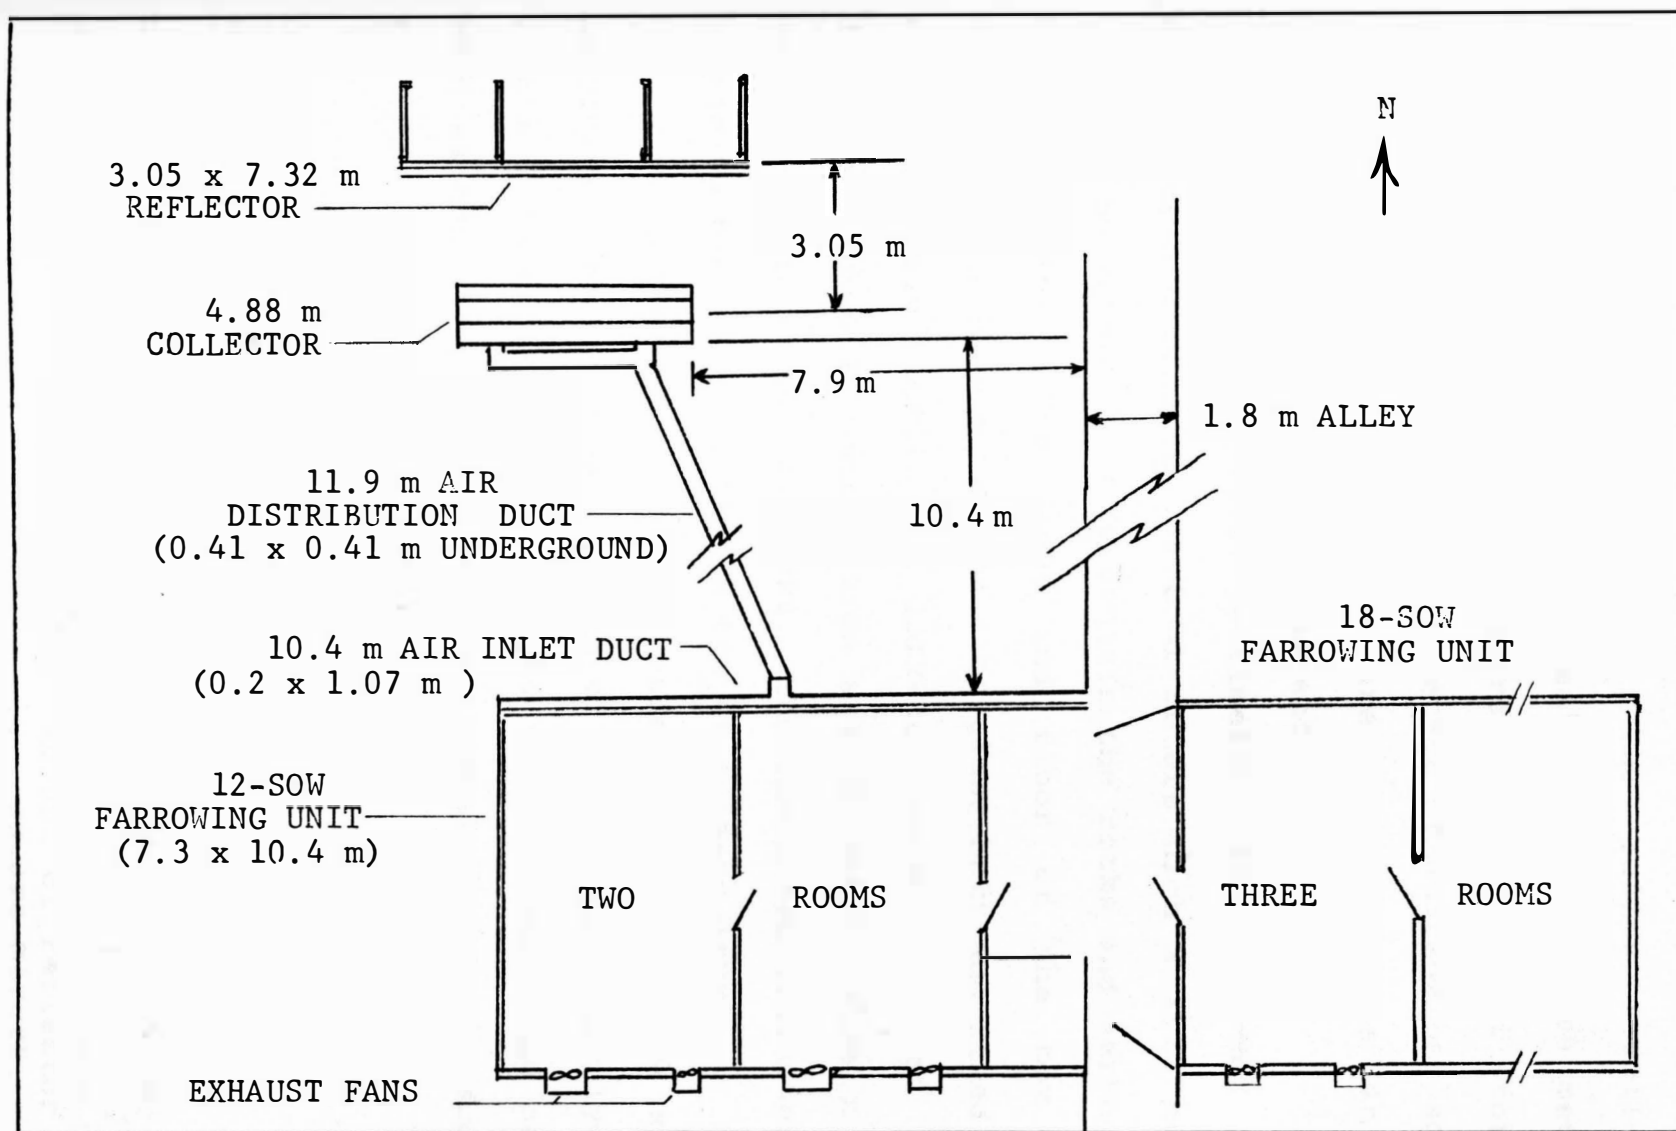 N
3.05 x 7.32 m
REFLECTOR
3.05 m
4.88 m
COLLECTOR
7.9 m
1.8 m ALLEY
11.9 m AIR
DISTRIBUTION DUCT
(0.41 x 0.41 m UNDERGROUND)
10.4 m
10.4 m AIR INLET DUCT
(0.2 x 1.07 m )
18-SOW
FARROWING UNIT
12-SOW
FARROWING UNIT
(7.3 x 10.4 m)
TWO ROOMS
THREE ROOMS
EXHAUST FANS